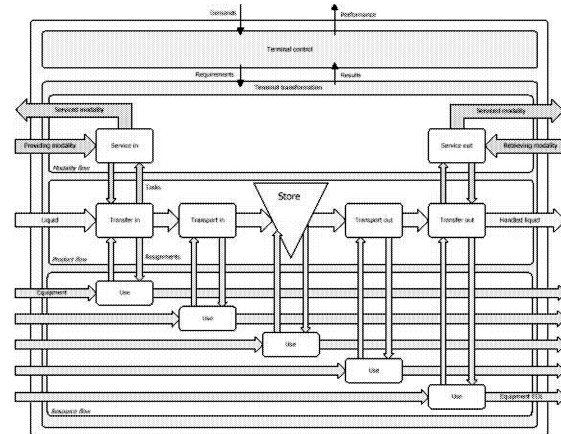 Demands
Performance
Terminal control
Requirements
Results
Terminal transformation
Serviced modality
Serviced modality
Providing modality
Service in
Service out
Retrieving modality
Modality flow
Tasks
Store
Liquid
Transfer in
Transport in
Transport out
Transfer out
Handled liquid
Product flow
Assignments
Equipment
Use
Use
Use
Use
Use
Equipment EOL
Resource flow